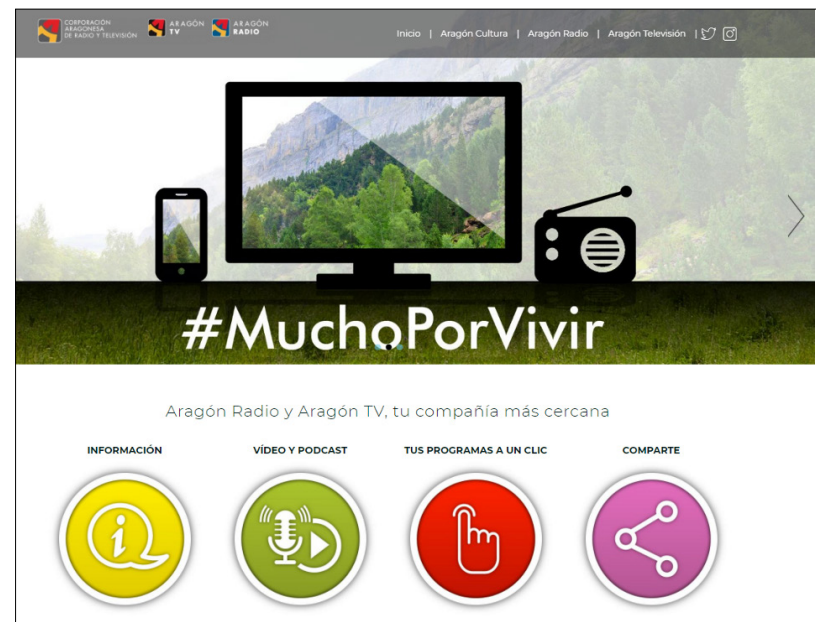 CORPORACIÓN
ARAGONESA
DE RADIO Y TELEVISIÓN
ARAGÓN
TV
ARAGÓN
RADIO
Inicio | Aragón Cultura | Aragón Radio | Aragón Televisión |
#MuchoPorVivir
Aragón Radio y Aragón TV, tu compañía más cercana
INFORMACIÓN
VÍDEO Y PODCAST
TUS PROGRAMAS A UN CLIC
COMPARTE